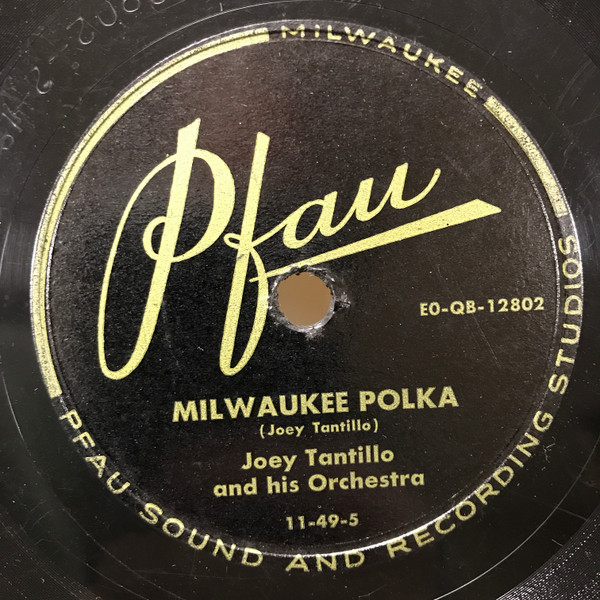 MILWAUKEE
Pfau
E0-QB-12802
MILWAUKEE POLKA
(Joey Tantillo)
Joey Tantillo
and his Orchestra
11-49-5
PFAU SOUND AND RECORDING STUDIOS